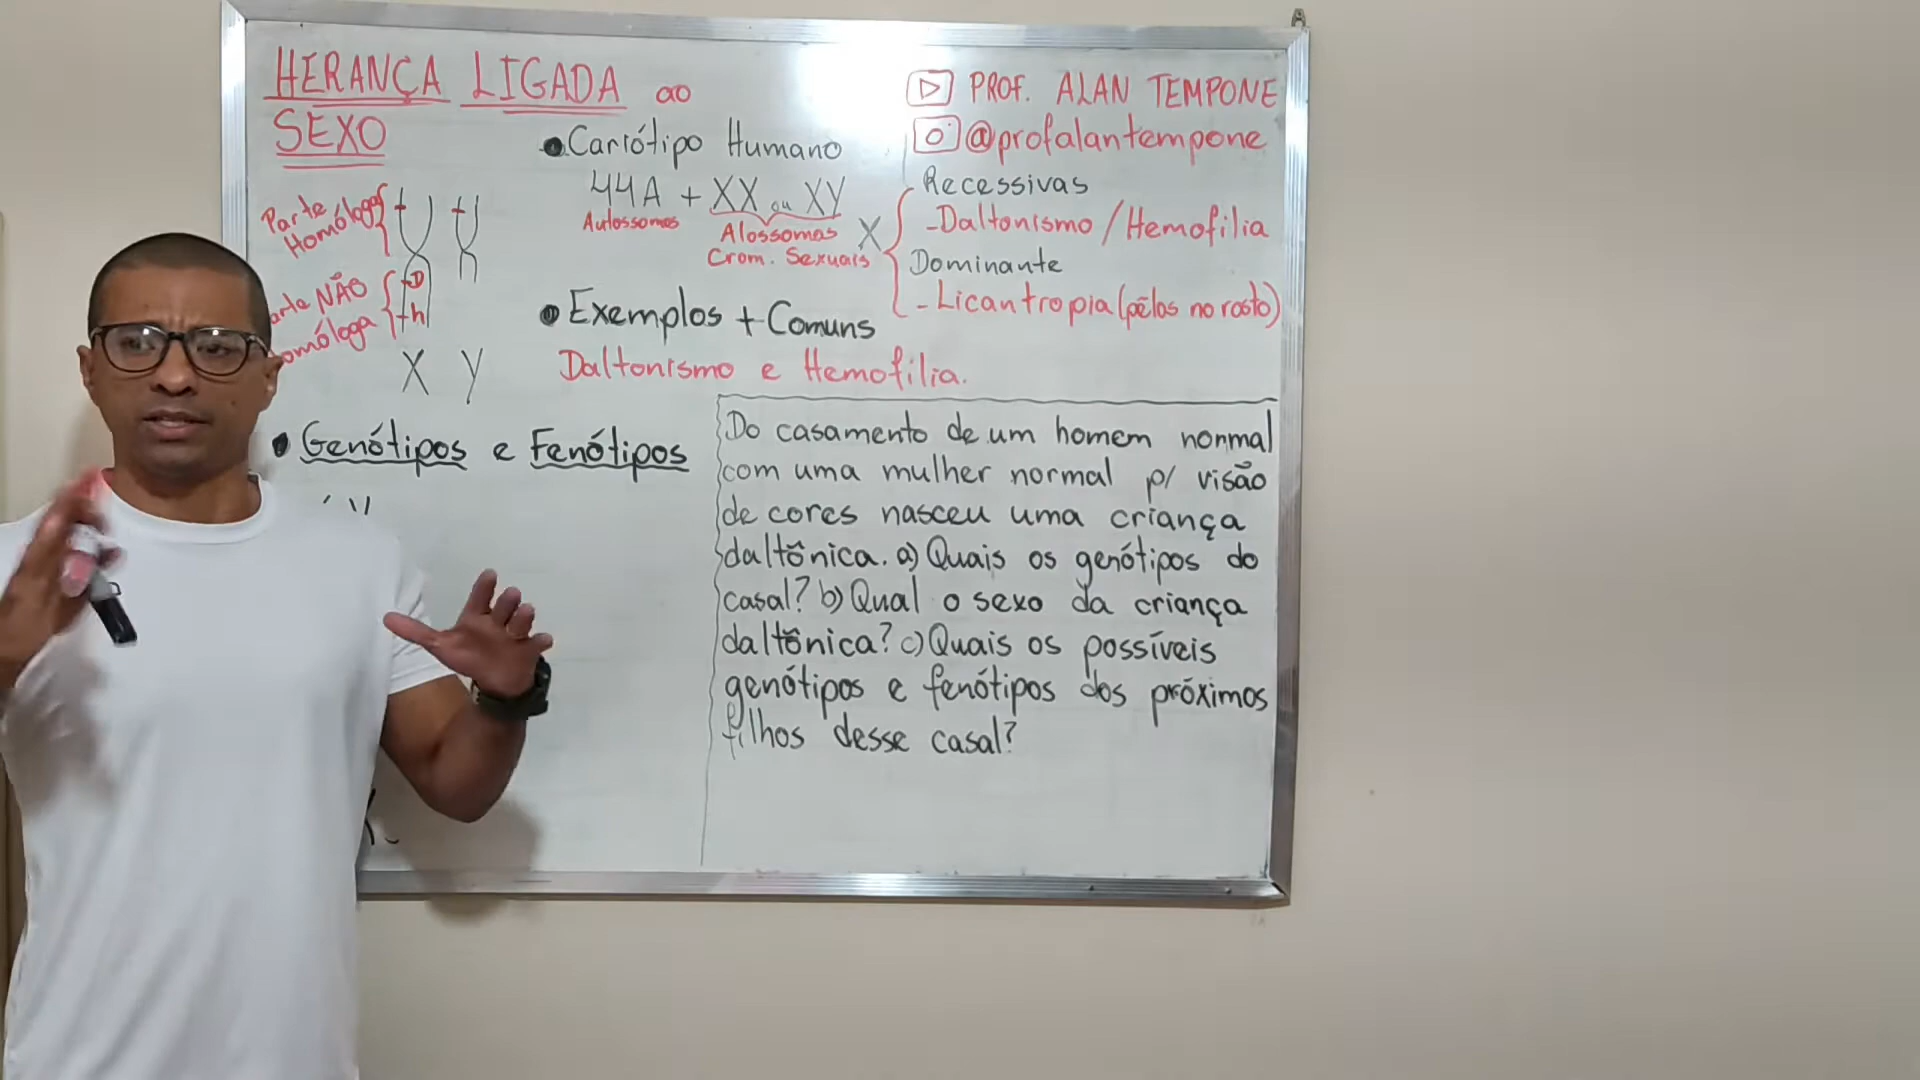 HERANÇA LIGADA ao
SEXO
PROF. ALAN TEMPONE
@profalantempone
Cariótipo Humano
44A + XX ou XY
Autossomos
Alossomas
Crom. Sexuais
X
Recessivas
-Daltonismo / Hemofilia
Dominante
- Licantropia (pêlos no rosto)
Parte
Homóloga
NÃO
D
h
X Y
Exemplos + Comuns
Daltonismo e Hemofilia.
Genótipos e Fenótipos
Do casamento de um homem normal
com uma mulher normal p/ visão
de cores nasceu uma criança
daltônica. a) Quais os genótipos do
casal? b) Qual o sexo da criança
daltônica? c) Quais os possíveis
genótipos e fenótipos dos próximos
filhos desse casal?